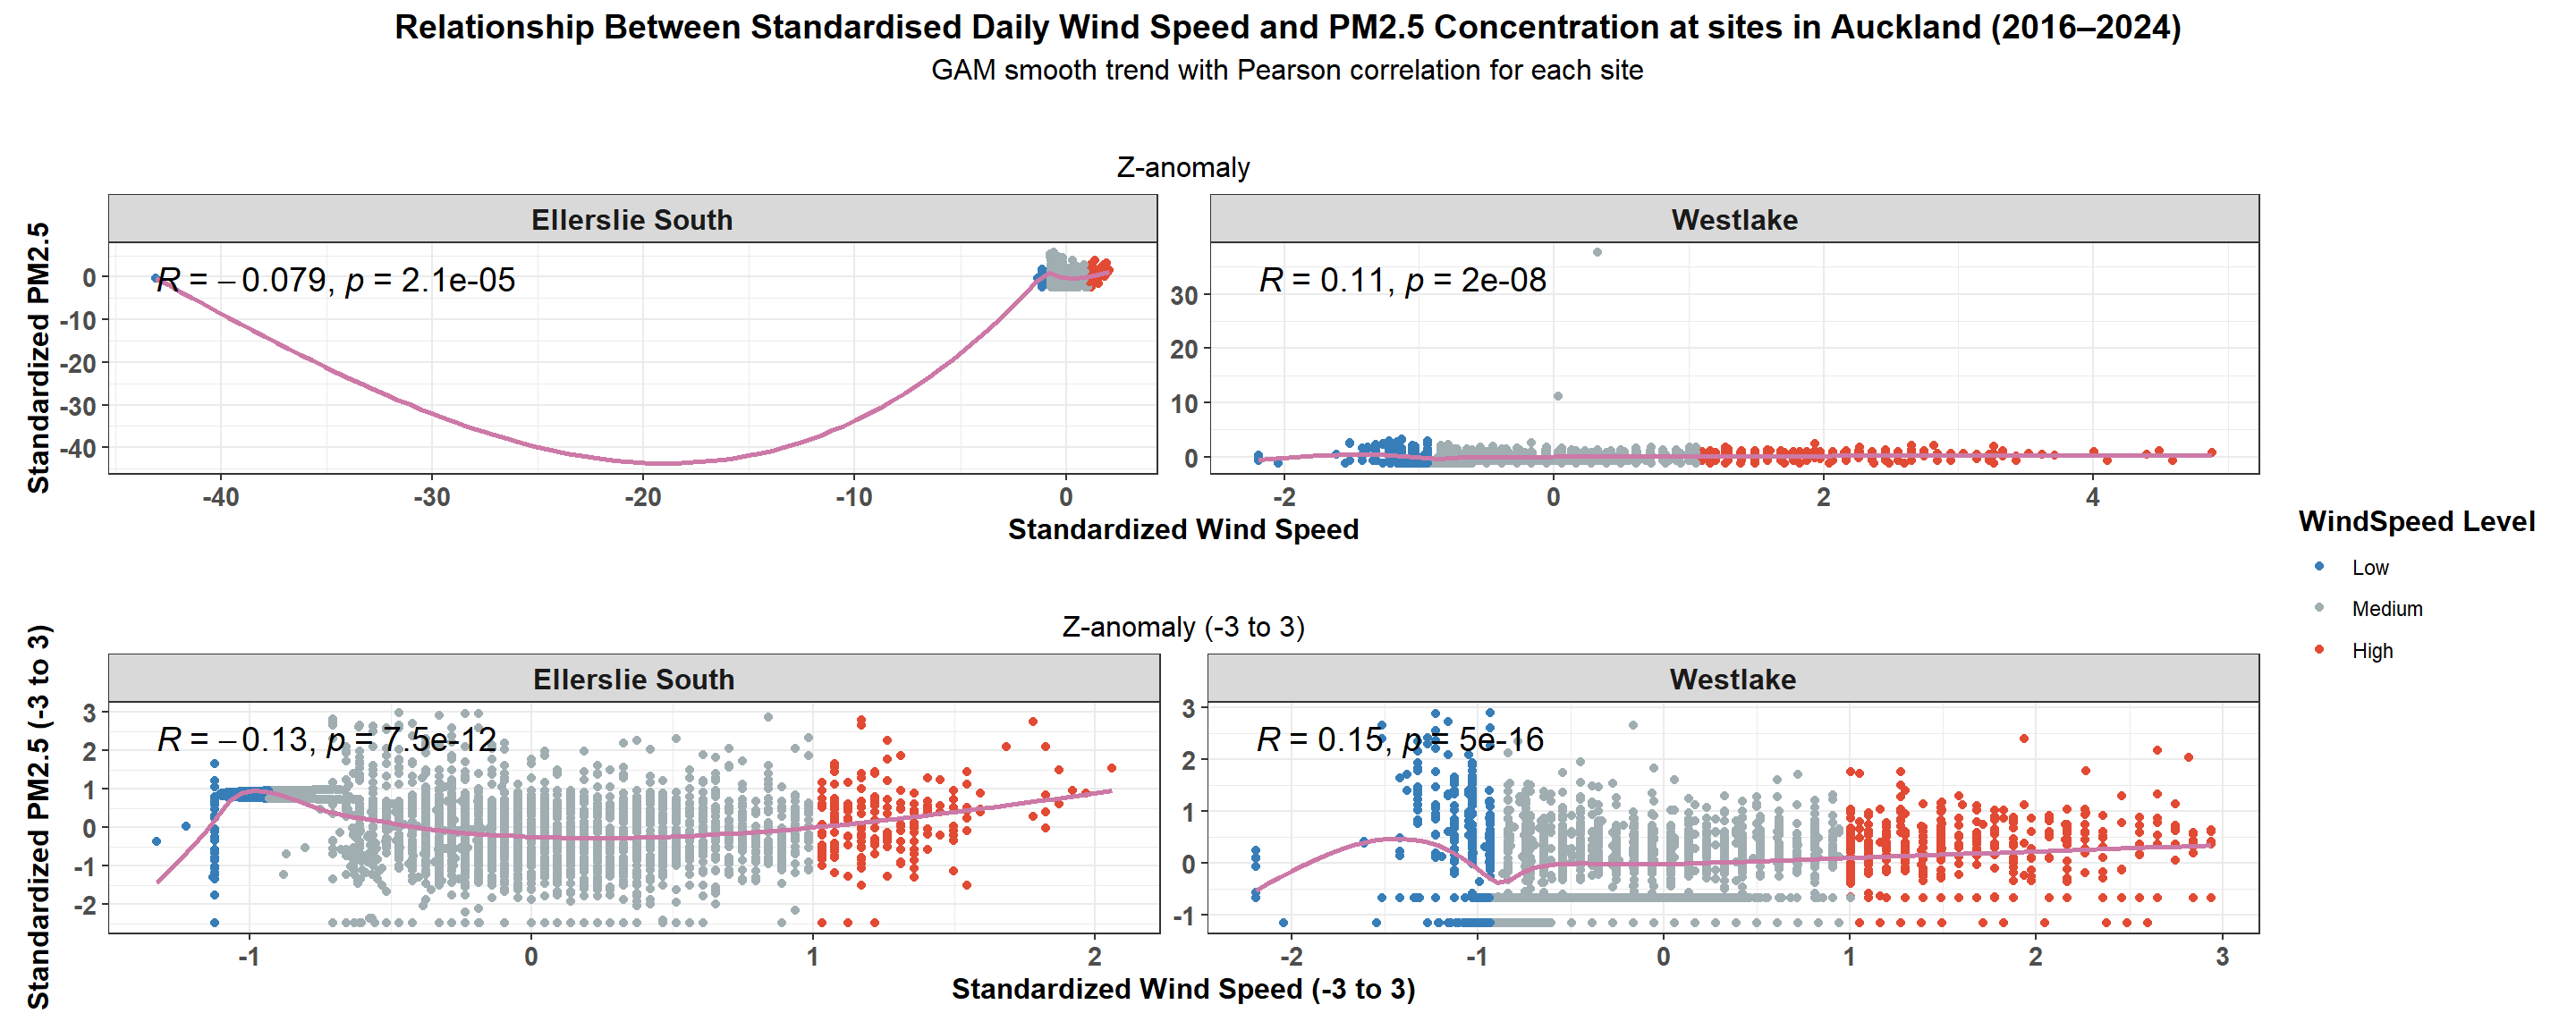 Relationship Between Standardised Daily Wind Speed and PM2.5 Concentration at sites in Auckland (2016–2024)
GAM smooth trend with Pearson correlation for each site
Z-anomaly
Ellerslie South
Westlake
Standardized PM2.5
R = −0.079, p = 2.1e-05
R = 0.11, p = 2e-08
0
-10
-20
-30
-40
30
20
10
0
-40 -30 -20 -10 0
-2 0 2 4
Standardized Wind Speed
WindSpeed Level
Low
Medium
High
Z-anomaly (-3 to 3)
Ellerslie South
Westlake
Standardized PM2.5 (-3 to 3)
R = −0.13, p = 7.5e-12
R = 0.15, p = 5e-16
3
2
1
0
-1
-2
3
2
1
0
-1
-1 0 1 2
-2 -1 0 1 2 3
Standardized Wind Speed (-3 to 3)